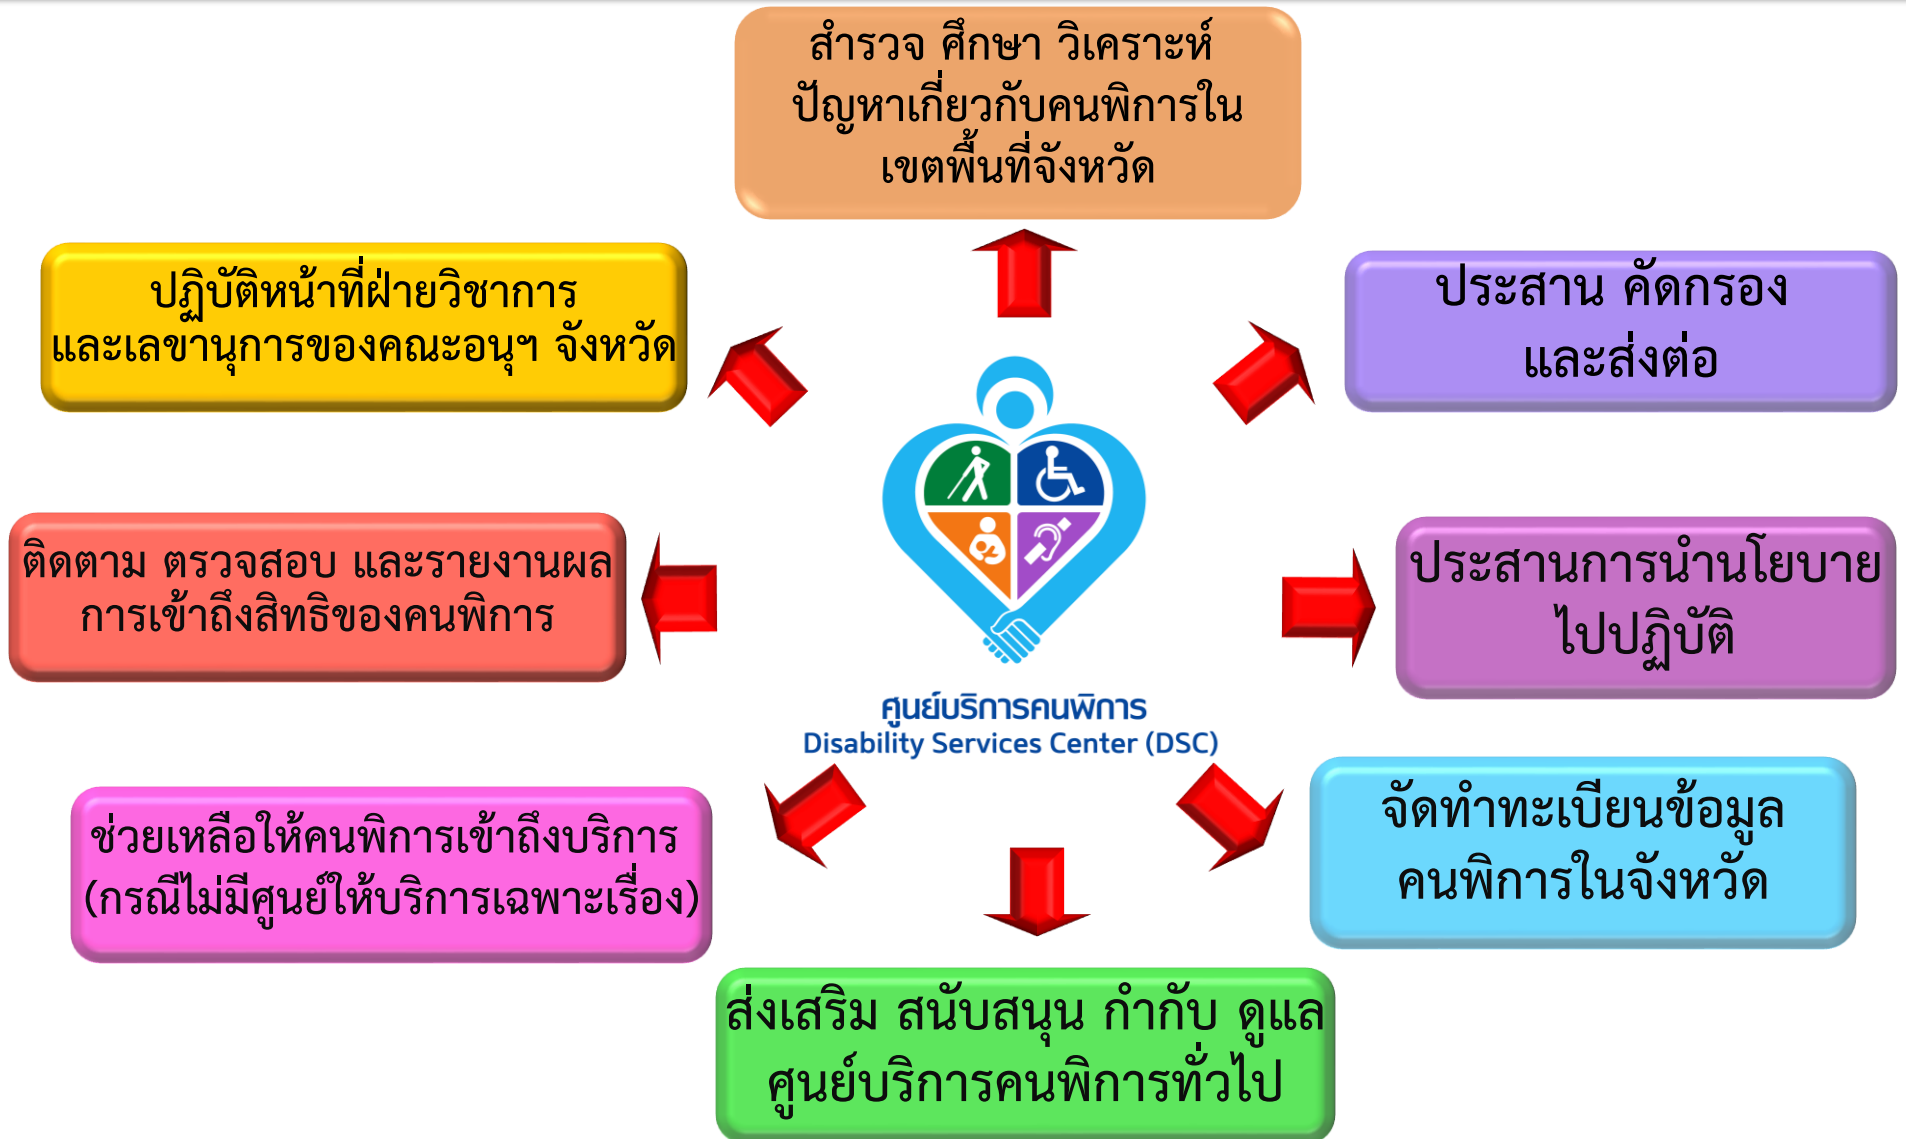 สำรวจ ศึกษา วิเคราะห์
ปัญหาเกี่ยวกับคนพิการใน
เขตพื้นที่จังหวัด
ปฏิบัติหน้าที่ฝ่ายวิชาการ
และเลขานุการของคณะอนุฯ จังหวัด
ประสาน คัดกรอง
และส่งต่อ
ติดตาม ตรวจสอบ และรายงานผล
การเข้าถึงสิทธิของคนพิการ
ประสานการนำนโยบาย
ไปปฏิบัติ
ศูนย์บริการคนพิการ
Disability Services Center (DSC)
ช่วยเหลือให้คนพิการเข้าถึงบริการ
(กรณีไม่มีศูนย์ให้บริการเฉพาะเรื่อง)
จัดทำทะเบียนข้อมูล
คนพิการในจังหวัด
ส่งเสริม สนับสนุน กำกับ ดูแล
ศูนย์บริการคนพิการทั่วไป